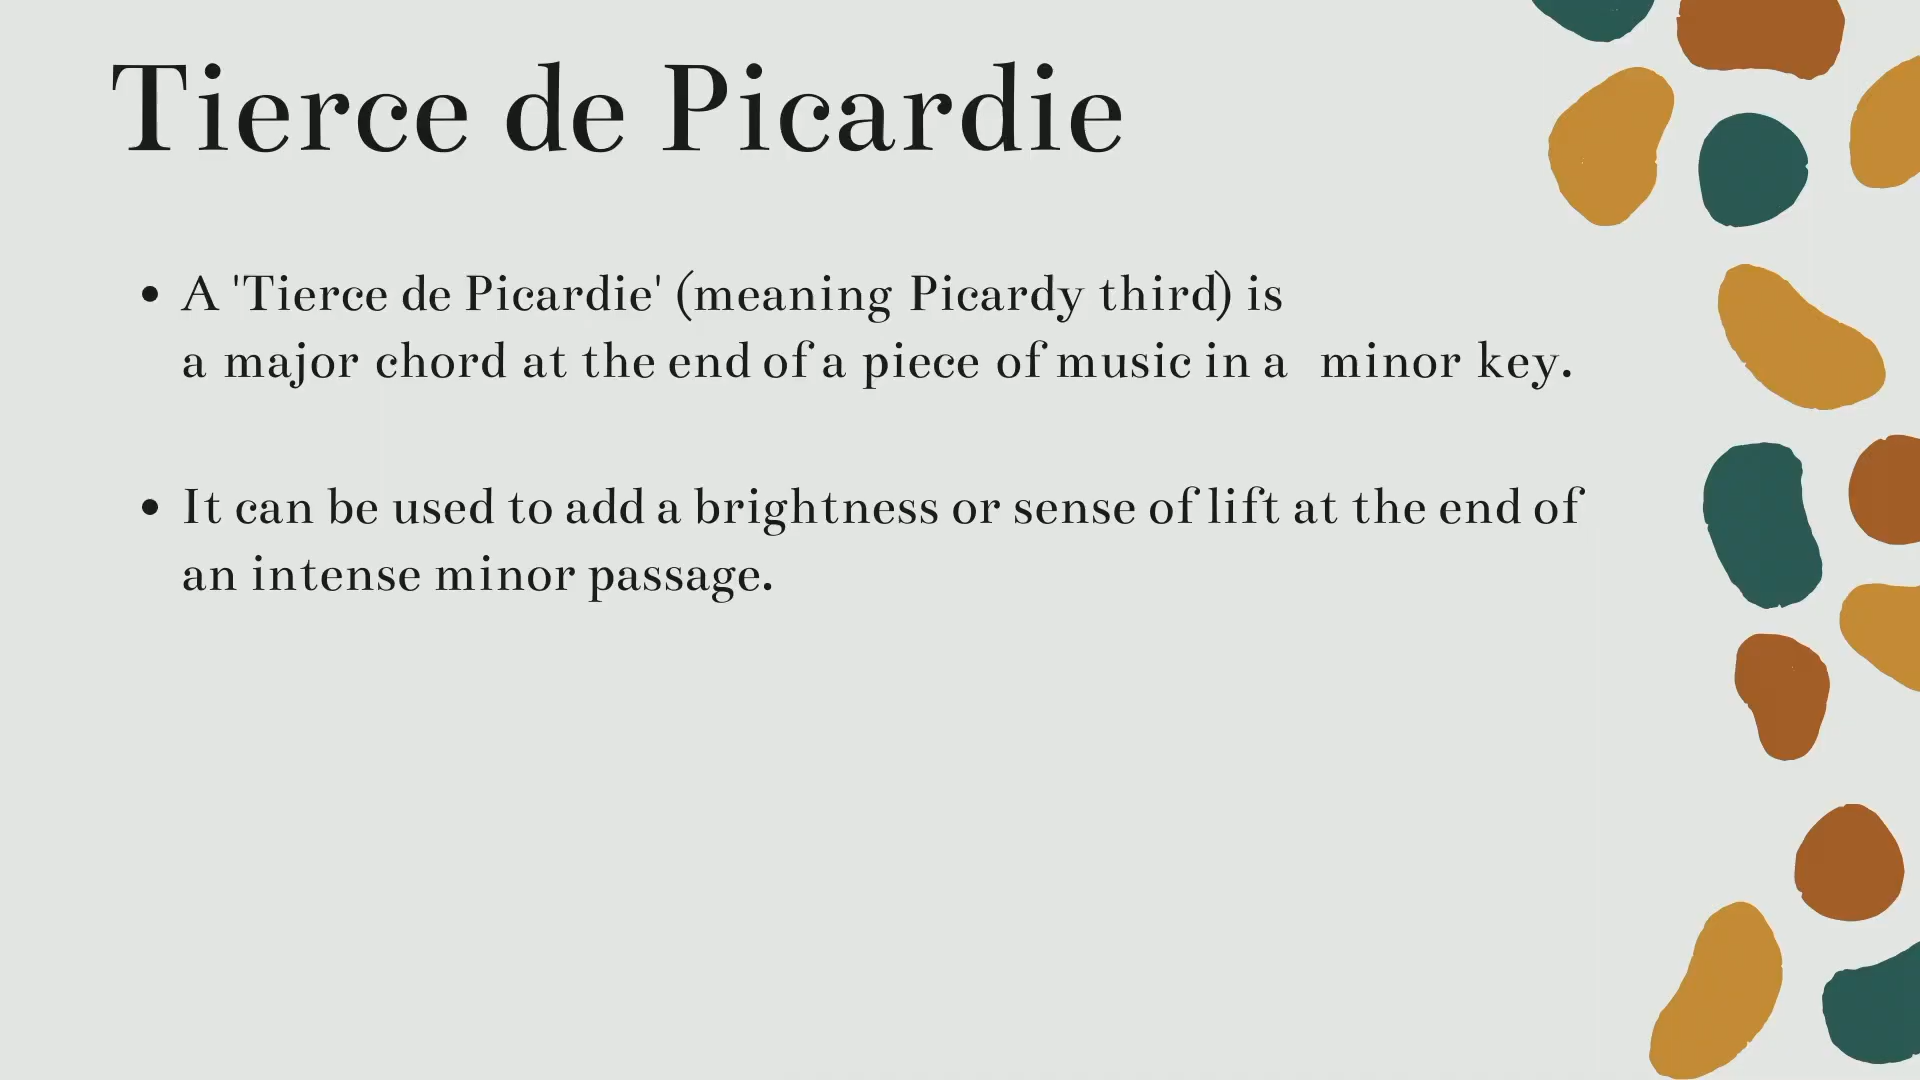 Tierce de Picardie
• A 'Tierce de Picardie' (meaning Picardy third) is
a major chord at the end of a piece of music in a minor key.
• It can be used to add a brightness or sense of lift at the end of
an intense minor passage.